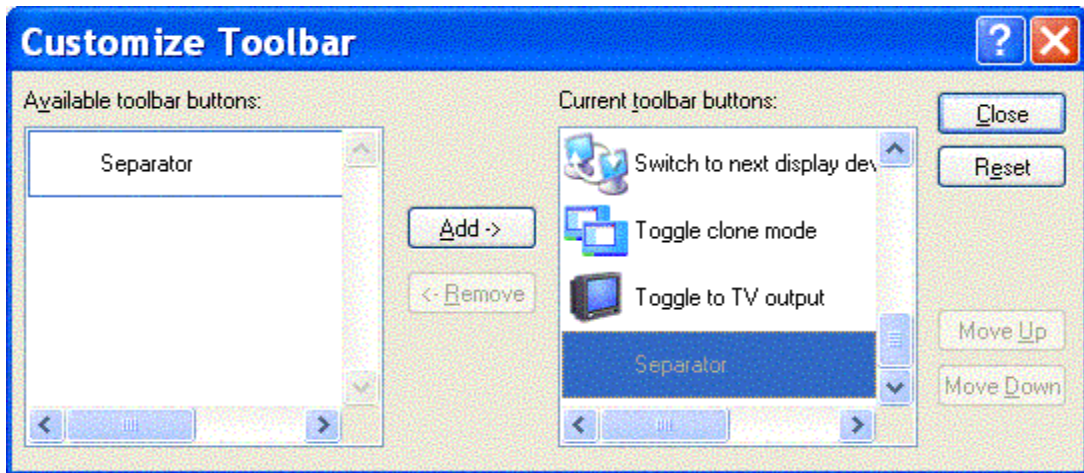 Customize Toolbar
Available toolbar buttons:
Separator
Add ->
<- Remove
Current toolbar buttons:
Switch to next display dev
Toggle clone mode
Toggle to TV output
Separator
Close
Reset
Move Up
Move Down